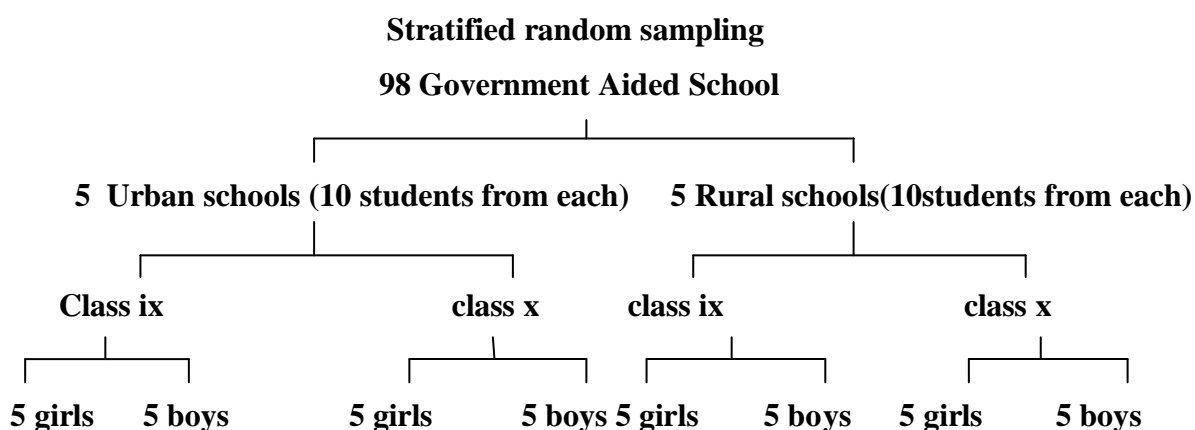 Stratified random sampling
98 Government Aided School
5 Urban schools (10 students from each) 5 Rural schools(10students from each)
Class ix class x class ix class x
5 girls 5 boys 5 girls 5 boys 5 girls 5 boys 5 girls 5 boys